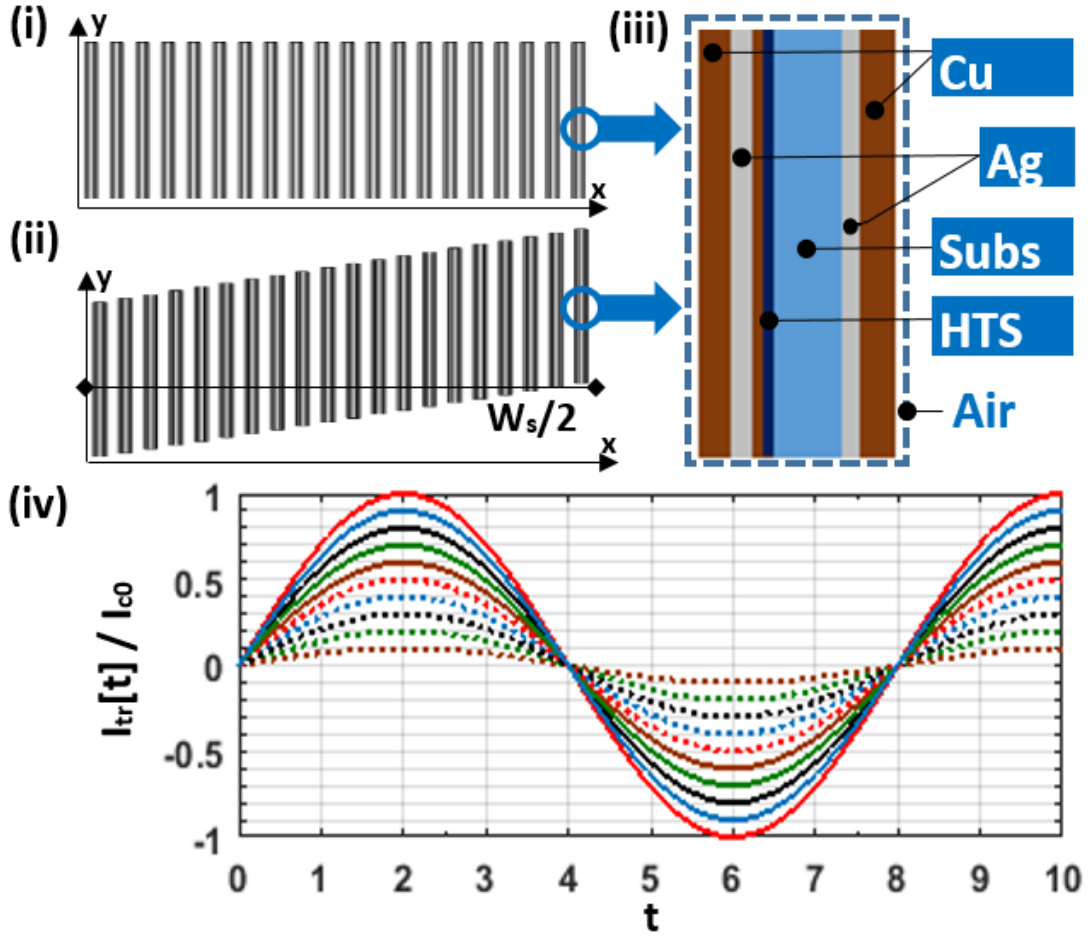 (i)
y
x
(ii)
y
Wₛ/2
x
(iii)
Cu
Ag
Subs
HTS
Air
(iv)
Iₜᵣ[t] / I_c0
1
0.5
0
-0.5
-1
0 1 2 3 4 5 6 7 8 9 10
t